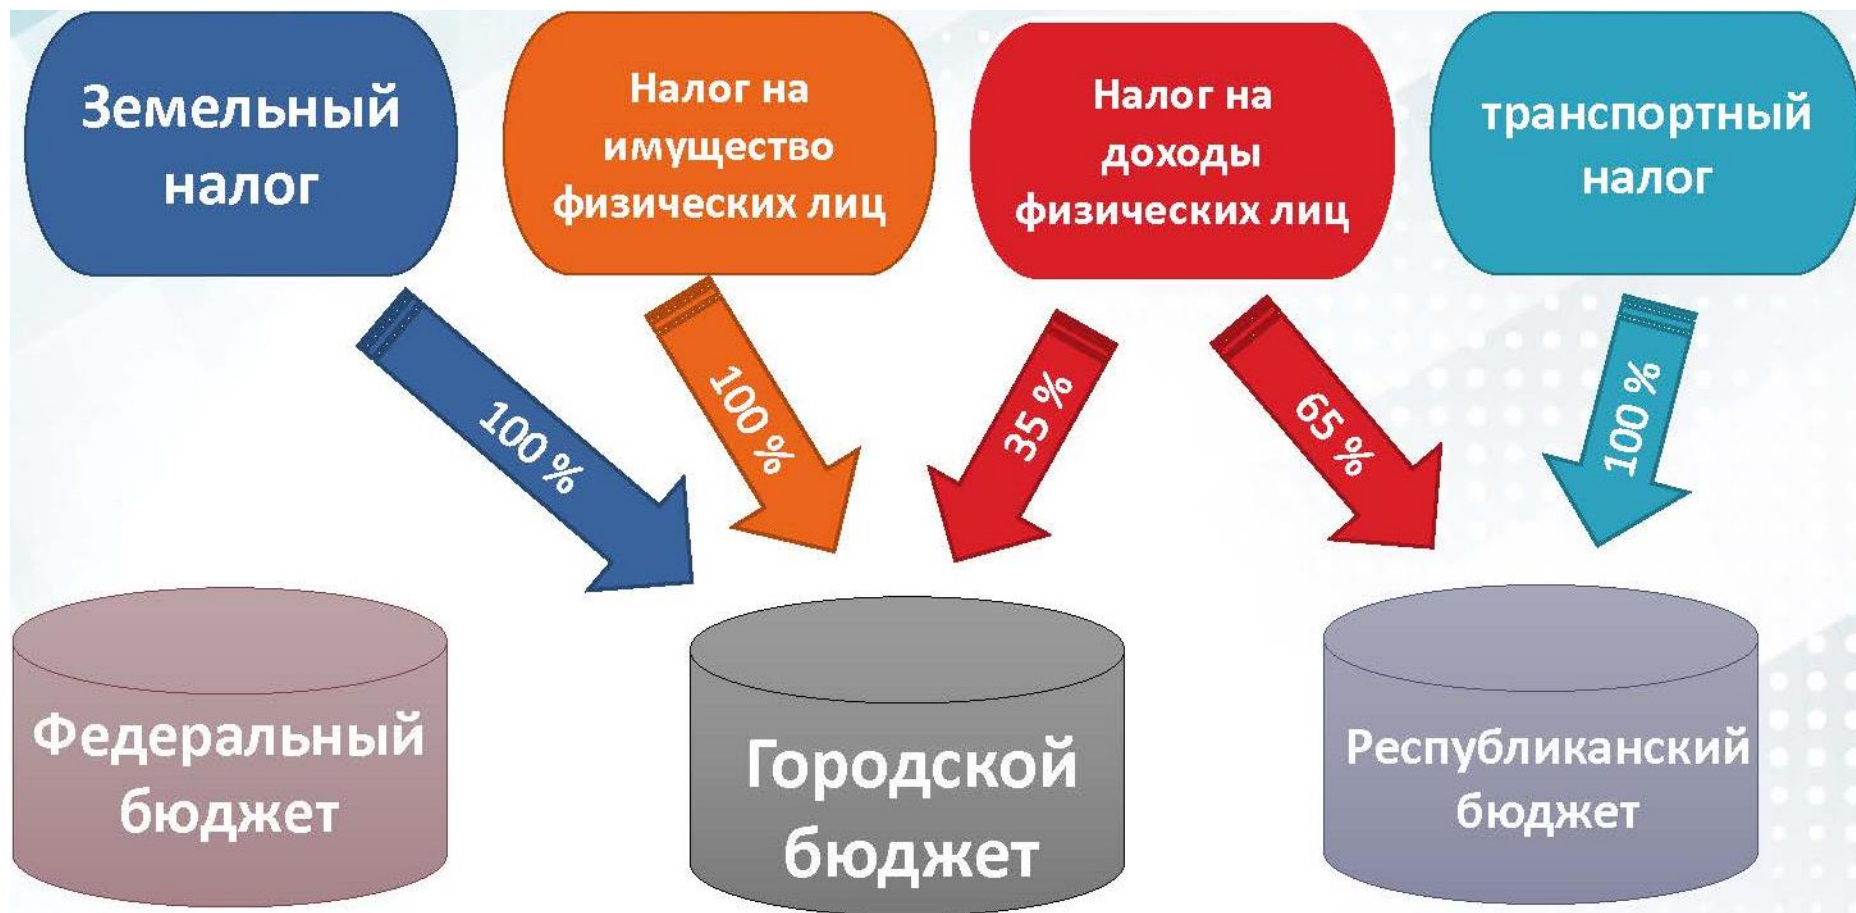 Земельный
налог
Налог на
имущество
физических лиц
Налог на
доходы
физических лиц
транспортный
налог
100 %
100 %
35 %
65 %
100 %
Федеральный
бюджет
Городской
бюджет
Республиканский
бюджет